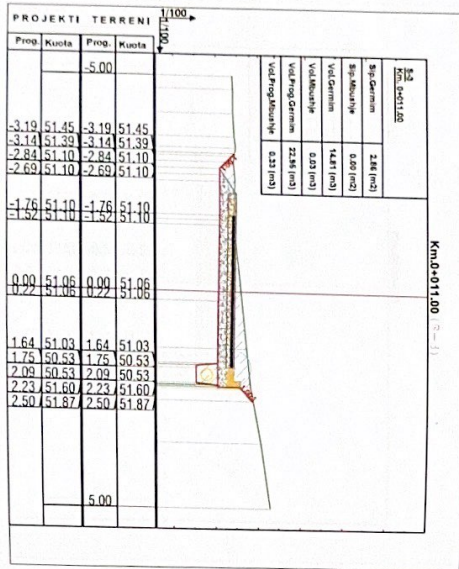 Km.0+011.00 (P-3)
S-3
Km. 0+011.00
Sip.Germim 2.86 (m2)
Sip.Mbushje 0.00 (m2)
Vol.Germim 14.81 (m3)
Vol.Mbushje 0.01 (m3)
Vol.Prog.Germim 22.95 (m3)
Vol.Prog.Mbushje 0.33 (m3)
1/100
1/100
PROJEKTI TERRENI
Prog. Kuota Prog. Kuota
-5.00
-3.19 51.45 -3.19 51.45
-3.14 51.39 -3.14 51.39
-2.84 51.10 -2.84 51.10
-2.69 51.10 -2.69 51.10
-1.76 51.10 -1.76 51.10
-1.52 51.10 -1.52 51.10
0.00 51.06 0.00 51.06
0.22 51.06 0.22 51.06
1.64 51.03 1.64 51.03
1.75 50.53 1.75 50.53
2.09 50.53 2.09 50.53
2.23 51.60 2.23 51.60
2.50 51.87 2.50 51.87
5.00